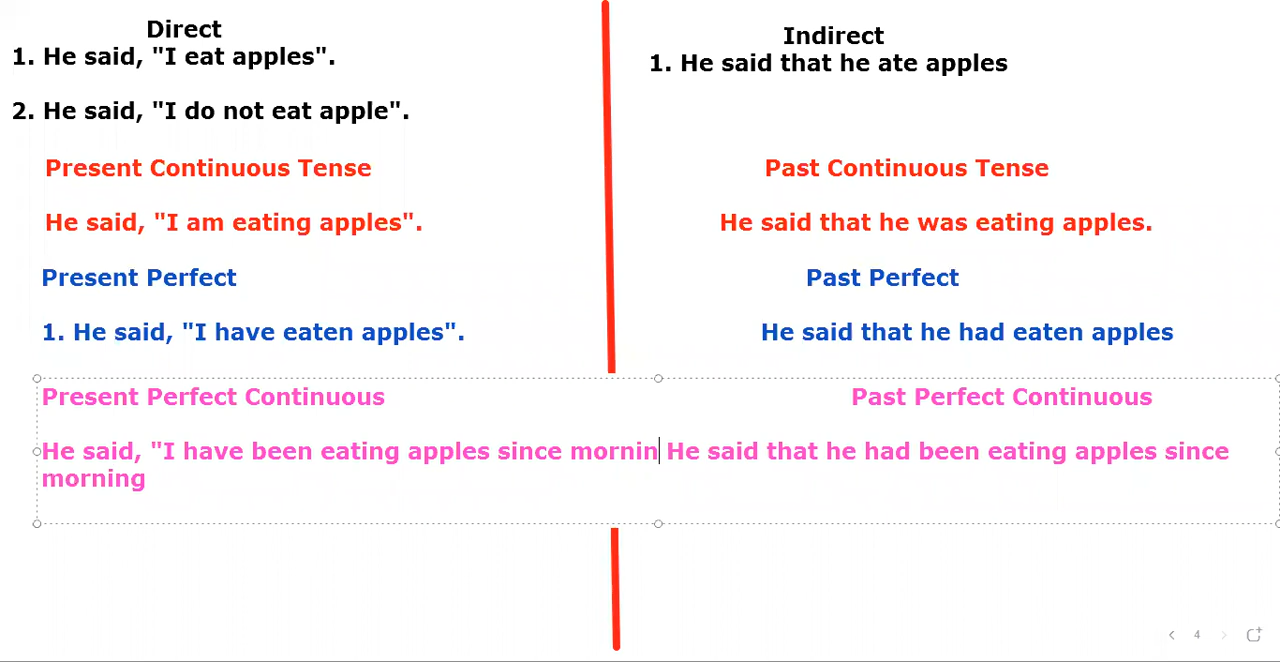 Direct
Indirect
1. He said, "I eat apples".
1. He said that he ate apples
2. He said, "I do not eat apple".
Present Continuous Tense
Past Continuous Tense
He said, "I am eating apples".
He said that he was eating apples.
Present Perfect
Past Perfect
1. He said, "I have eaten apples".
He said that he had eaten apples
Present Perfect Continuous
Past Perfect Continuous
He said, "I have been eating apples since mornin He said that he had been eating apples since
morning
4